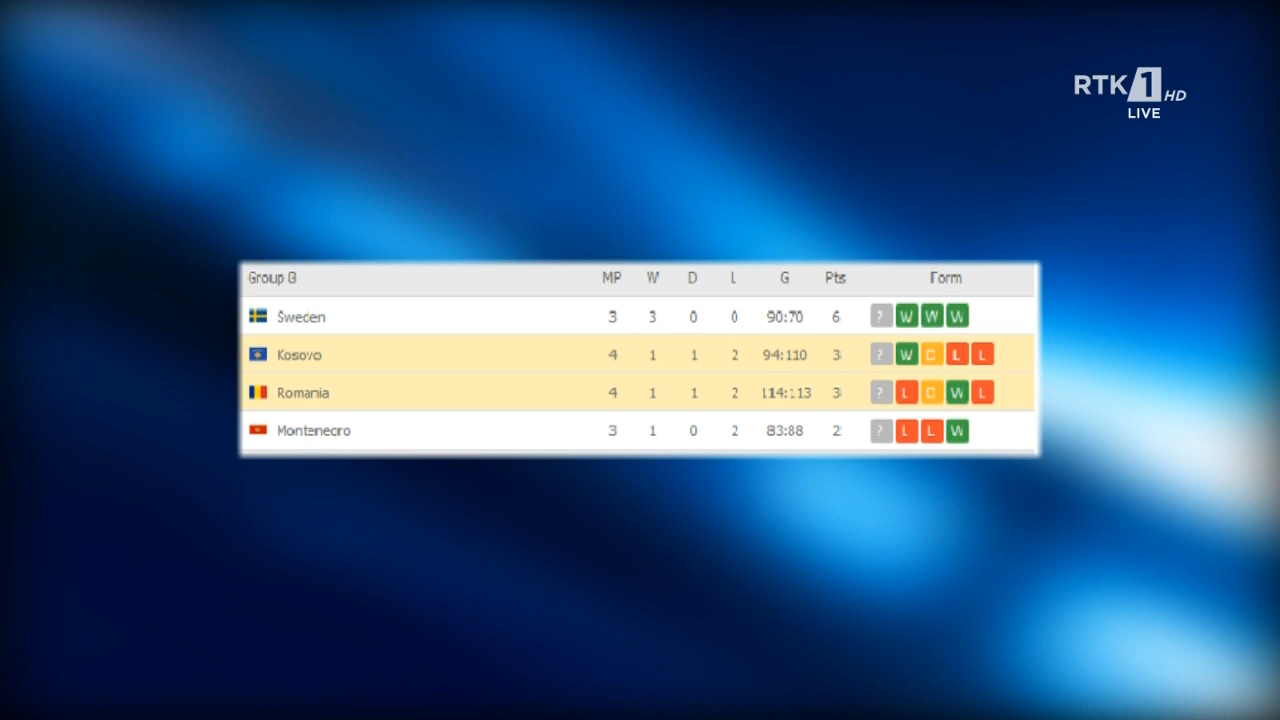 RTK 1 HD
LIVE
Group B MP W D L G Pts Form
Sweden 3 3 0 0 90:70 6 ? W W W
Kosovo 4 1 1 2 94:110 3 ? W D L L
Romania 4 1 1 2 114:113 3 ? L D W L
Montenegro 3 1 0 2 83:88 2 ? L L W